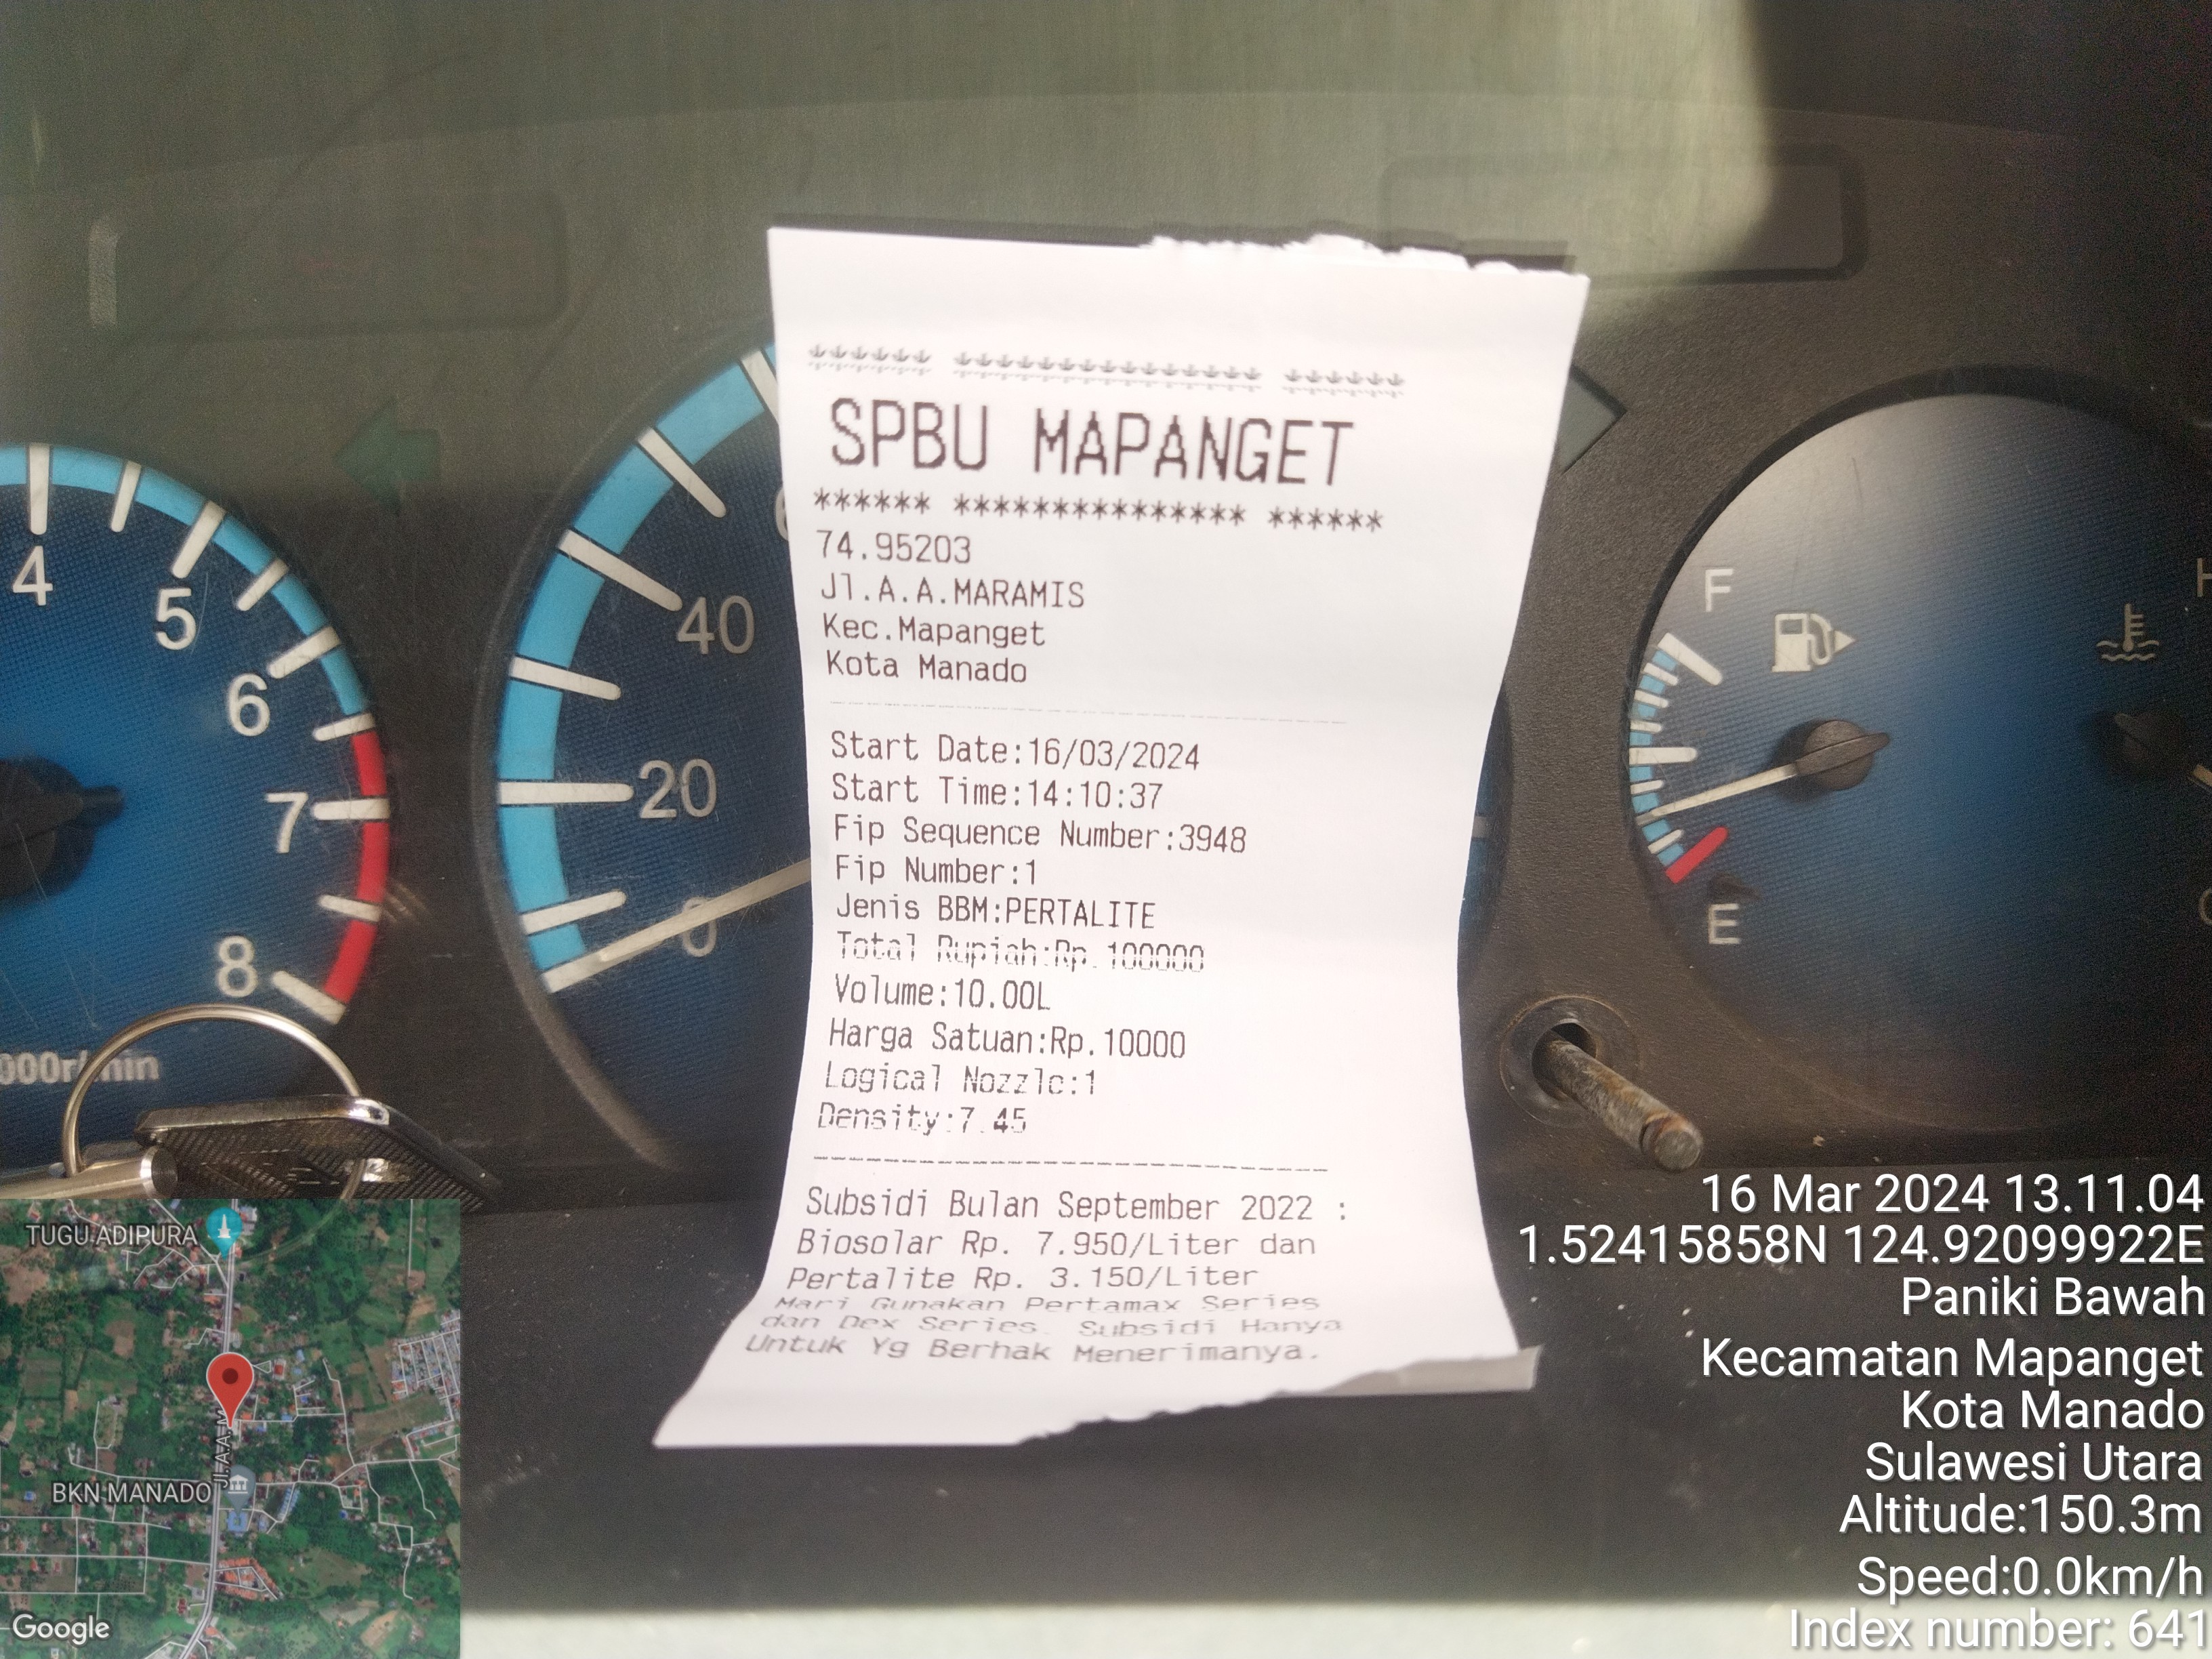 SPBU MAPANGET
****** *************** ******
74.95203
Jl.A.A.MARAMIS
Kec.Mapanget
Kota Manado
Start Date:16/03/2024
Start Time:14:10:37
Fip Sequence Number:3948
Fip Number:1
Jenis BBM:PERTALITE
Total Rupiah:Rp.100000
Volume:10.00L
Harga Satuan:Rp.10000
Logical Nozzle:1
Density:7.45
Subsidi Bulan September 2022 :
Biosolar Rp. 7.950/Liter dan
Pertalite Rp. 3.150/Liter
Mari Gunakan Pertamax Series
dan Dex Series. Subsidi Hanya
Untuk Yg Berhak Menerimanya.
4
5
6
7
8
000r/min
40
20
0
F
E
H
16 Mar 2024 13.11.04
1.52415858N 124.92099922E
Paniki Bawah
Kecamatan Mapanget
Kota Manado
Sulawesi Utara
Altitude:150.3m
Speed:0.0km/h
Index number: 641
TUGU ADIPURA
Jl. A.A. M
BKN MANADO
Google